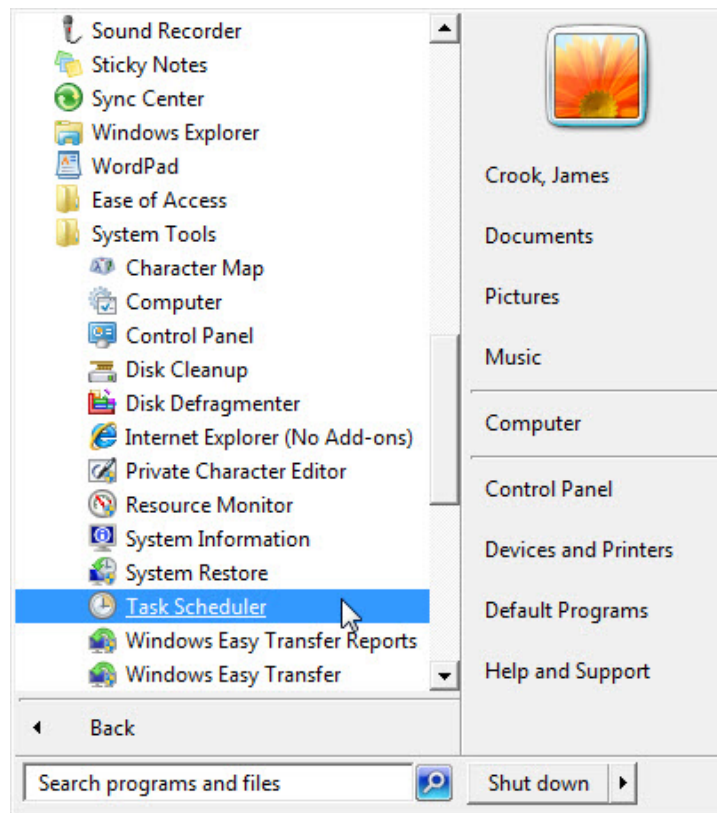 Sound Recorder
Sticky Notes
Sync Center
Windows Explorer
WordPad
Ease of Access
System Tools
Character Map
Computer
Control Panel
Disk Cleanup
Disk Defragmenter
Internet Explorer (No Add-ons)
Private Character Editor
Resource Monitor
System Information
System Restore
Task Scheduler
Windows Easy Transfer Reports
Windows Easy Transfer
Back
Search programs and files
Crook, James
Documents
Pictures
Music
Computer
Control Panel
Devices and Printers
Default Programs
Help and Support
Shut down